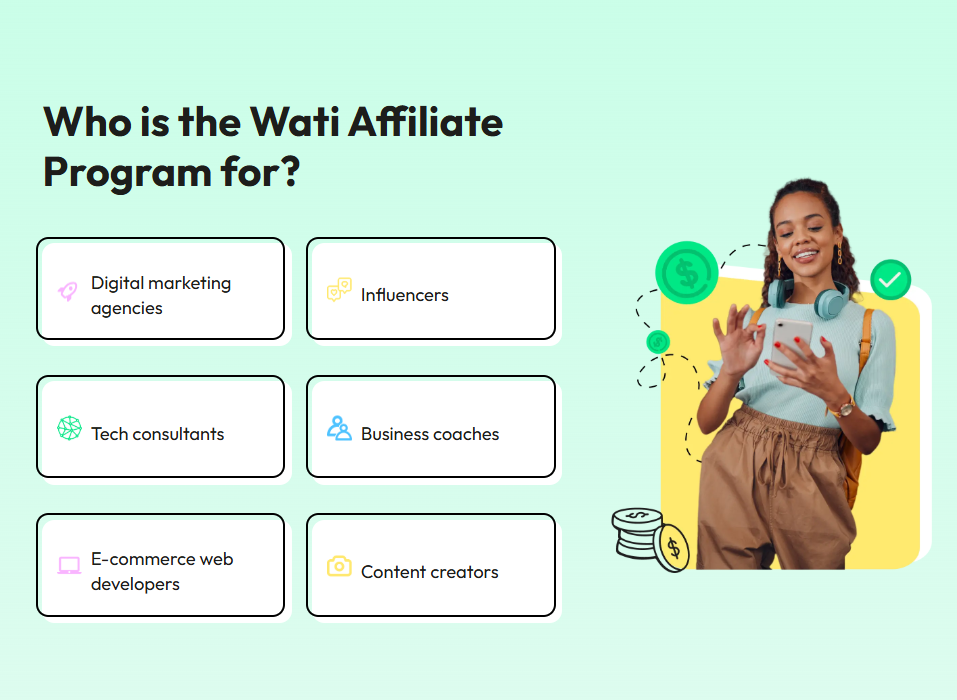 Who is the Wati Affiliate
Program for?
Digital marketing
agencies
Influencers
Tech consultants
Business coaches
E-commerce web
developers
Content creators